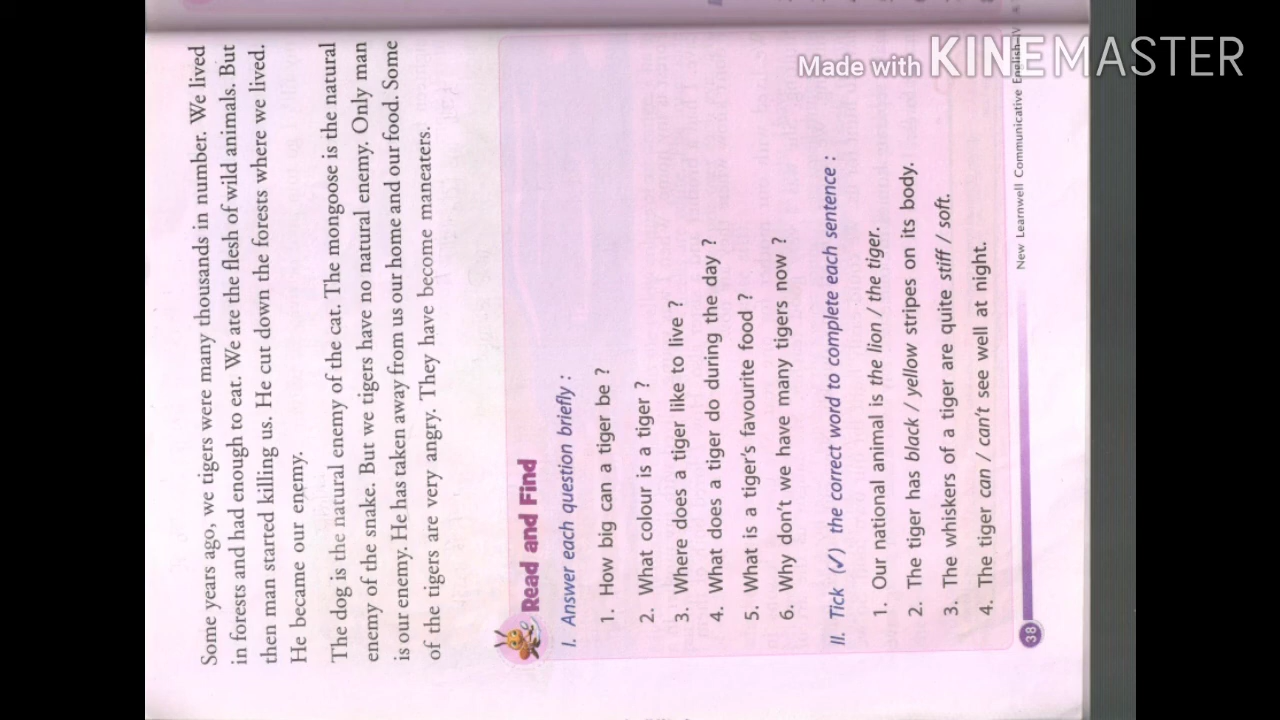 Some years ago, we tigers were many thousands in number. We lived
in forests and had enough to eat. We ate the flesh of wild animals. But
then man started killing us. He cut down the forests where we lived.
He became our enemy.
The dog is the natural enemy of the cat. The mongoose is the natural
enemy of the snake. But we tigers have no natural enemy. Only man
is our enemy. He has taken away from us our home and our food. Some
of the tigers are very angry. They have become maneaters.
Read and Find
I. Answer each question briefly :
1. How big can a tiger be ?
2. What colour is a tiger ?
3. Where does a tiger like to live ?
4. What does a tiger do during the day ?
5. What is a tiger's favourite food ?
6. Why don't we have many tigers now ?
II. Tick (✓) the correct word to complete each sentence :
1. Our national animal is the lion / the tiger.
2. The tiger has black / yellow stripes on its body.
3. The whiskers of a tiger are quite stiff / soft.
4. The tiger can / can't see well at night.
38
New Learnwell Communicative English-IV
Made with KINEMASTER